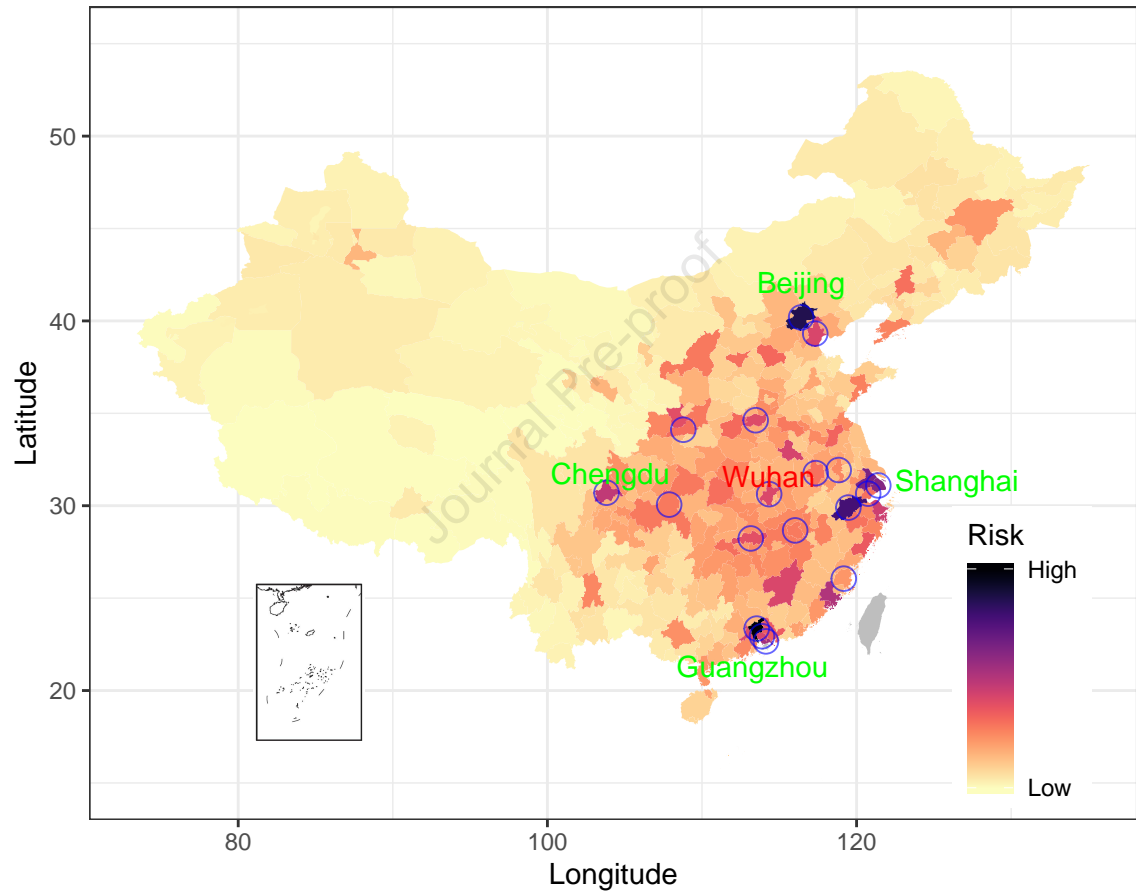 50
40
30
20
Latitude
Beijing
Chengdu
Wuhan
Shanghai
Guangzhou
Journal Pre-proof
Risk
High
Low
80
100
120
Longitude